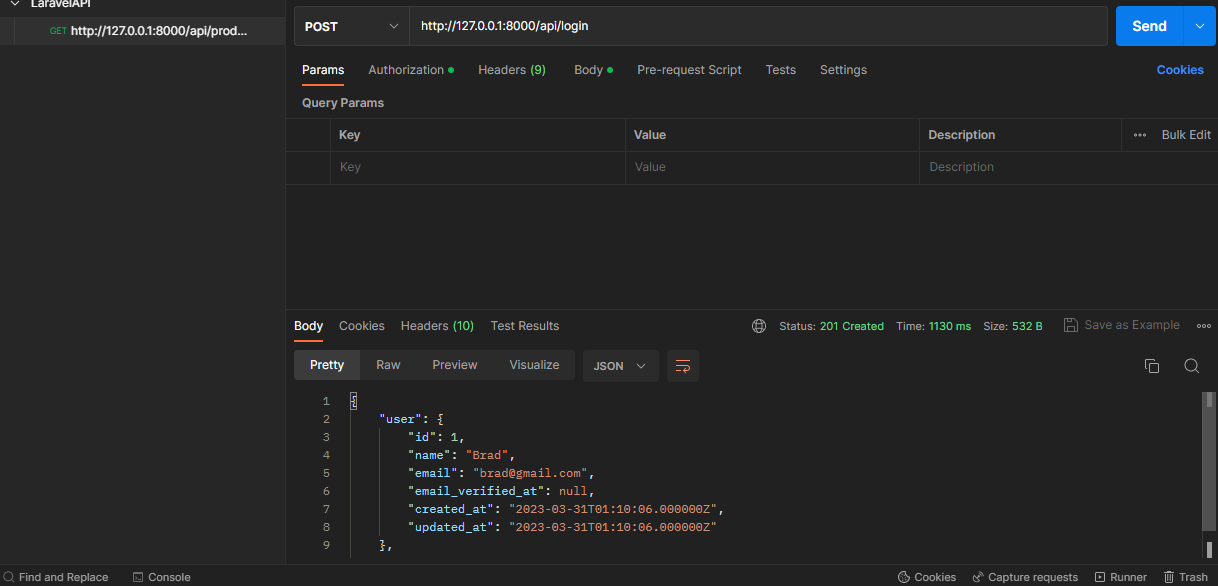 LaravelAPI
GET http://127.0.0.1:8000/api/prod...
POST http://127.0.0.1:8000/api/login Send
Params Authorization Headers (9) Body Pre-request Script Tests Settings Cookies
Query Params
Key Value Description ••• Bulk Edit
Key Value Description
Body Cookies Headers (10) Test Results Status: 201 Created Time: 1130 ms Size: 532 B Save as Example
Pretty Raw Preview Visualize JSON
1 {
2 "user": {
3 "id": 1,
4 "name": "Brad",
5 "email": "brad@gmail.com",
6 "email_verified_at": null,
7 "created_at": "2023-03-31T01:10:06.000000Z",
8 "updated_at": "2023-03-31T01:10:06.000000Z"
9 },
Find and Replace Console Cookies Capture requests Runner Trash